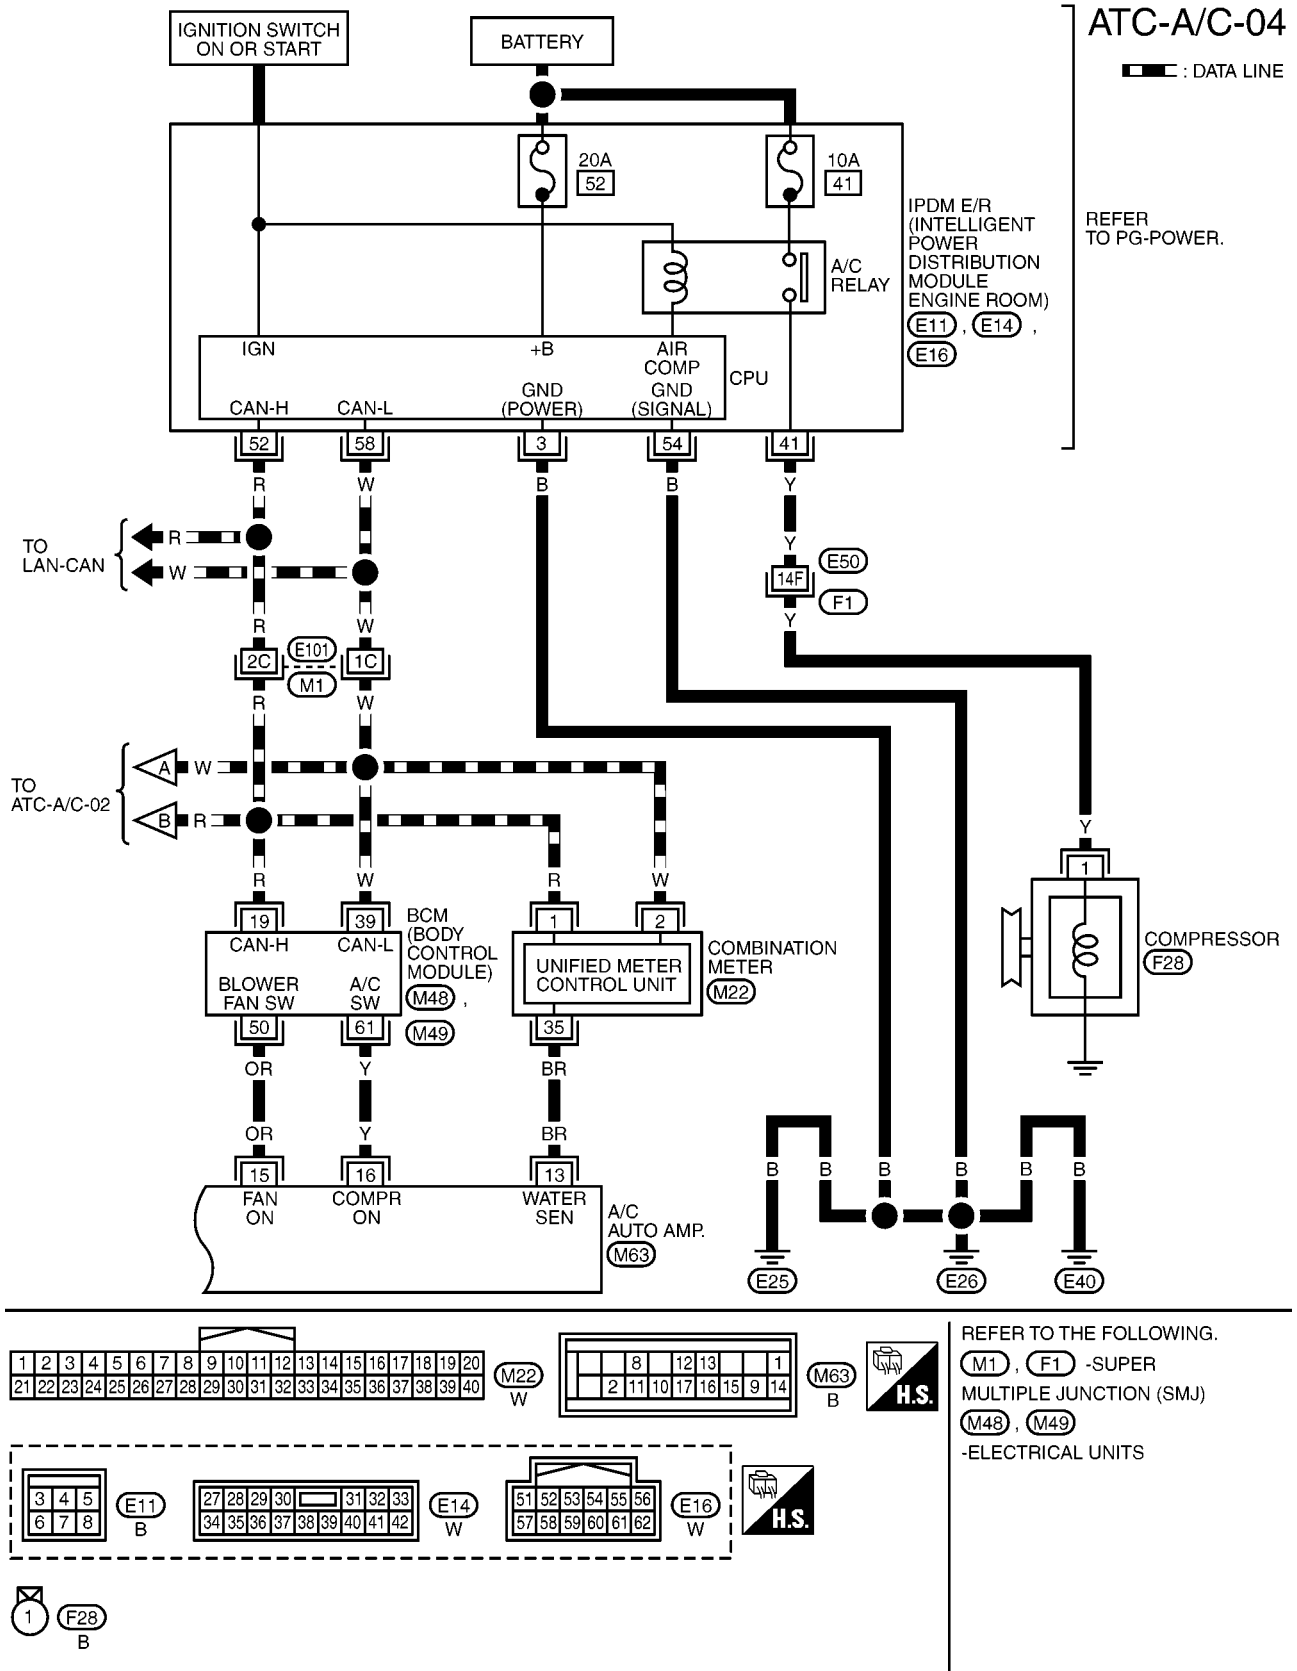 ATC-A/C-04
: DATA LINE
IGNITION SWITCH
ON OR START
BATTERY
20A
52
10A
41
IPDM E/R
(INTELLIGENT
POWER
DISTRIBUTION
MODULE
ENGINE ROOM)
E11 , E14 ,
E16
REFER
TO PG-POWER.
A/C
RELAY
IGN
+B
AIR
COMP
CPU
CAN-H
CAN-L
GND
(POWER)
GND
(SIGNAL)
52
58
3
54
41
R
W
B
B
Y
TO
LAN-CAN
R
W
Y
14F
E50
F1
Y
R
W
2C
E101
M1
1C
R
W
TO
ATC-A/C-02
A
W
B
R
Y
1
R
W
R
W
19
39
1
2
BCM
(BODY
CONTROL
MODULE)
M48 ,
M49
CAN-H
CAN-L
BLOWER
FAN SW
A/C
SW
UNIFIED METER
CONTROL UNIT
COMBINATION
METER
M22
COMPRESSOR
F28
50
61
35
OR
Y
BR
OR
Y
BR
15
16
13
FAN
ON
COMPR
ON
WATER
SEN
A/C
AUTO AMP.
M63
B
B
B
B
B
B
E25
E26
E40
1 2 3 4 5 6 7 8 9 10 11 12 13 14 15 16 17 18 19 20
21 22 23 24 25 26 27 28 29 30 31 32 33 34 35 36 37 38 39 40
M22
W
8 12 13 1
2 11 10 17 16 15 9 14
M63
B
H.S.
REFER TO THE FOLLOWING.
M1 , F1 -SUPER
MULTIPLE JUNCTION (SMJ)
M48 , M49
-ELECTRICAL UNITS
3 4 5
6 7 8
E11
B
27 28 29 30 31 32 33
34 35 36 37 38 39 40 41 42
E14
W
51 52 53 54 55 56
57 58 59 60 61 62
E16
W
H.S.
1
F28
B